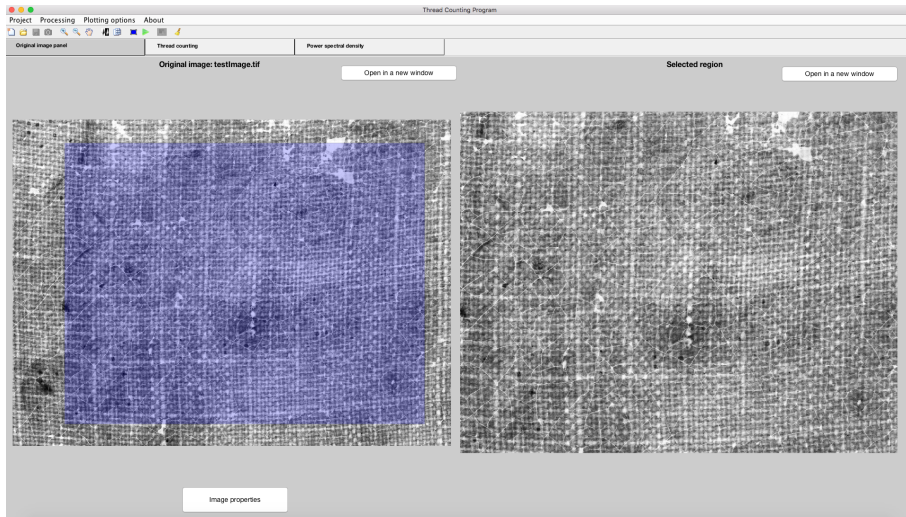 Thread Counting Program
Project Processing Plotting options About
Original image panel Thread counting Power spectral density
Original image: testImage.tif Open in a new window Selected region Open in a new window
Image properties